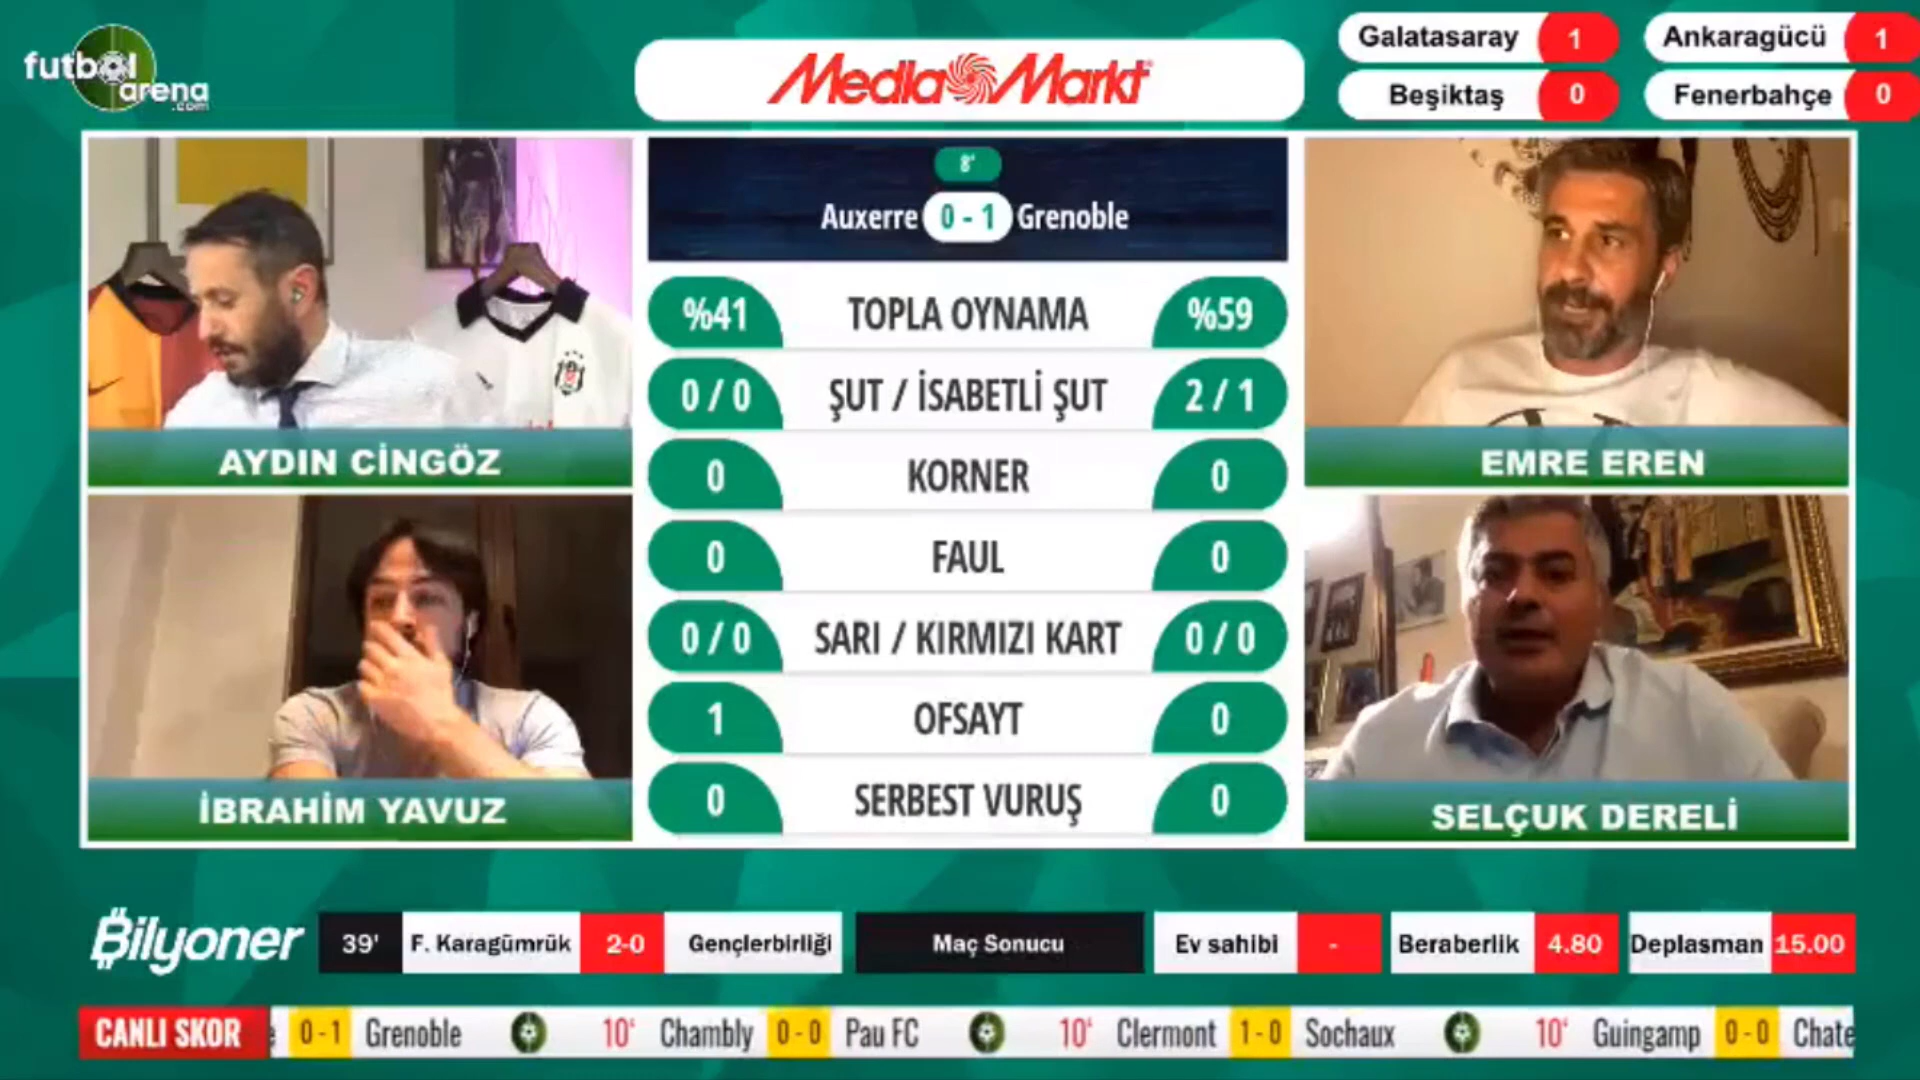 futbol
arena
.com
MediaMarkt
Galatasaray 1
Beşiktaş 0
Ankaragücü 1
Fenerbahçe 0
8'
Auxerre 0 - 1 Grenoble
%41 TOPLA OYNAMA %59
0 / 0 ŞUT / İSABETLİ ŞUT 2 / 1
0 KORNER 0
0 FAUL 0
0 / 0 SARI / KIRMIZI KART 0 / 0
1 OFSAYT 0
0 SERBEST VURUŞ 0
AYDIN CİNGÖZ
EMRE EREN
İBRAHİM YAVUZ
SELÇUK DERELİ
Bilyoner 39' F. Karagümrük 2-0 Gençlerbirliği Maç Sonucu Ev sahibi - Beraberlik 4.80 Deplasman 15.00
CANLI SKOR 0 - 1 Grenoble 10' Chambly 0 - 0 Pau FC 10' Clermont 1 - 0 Sochaux 10' Guingamp 0 - 0 Chate